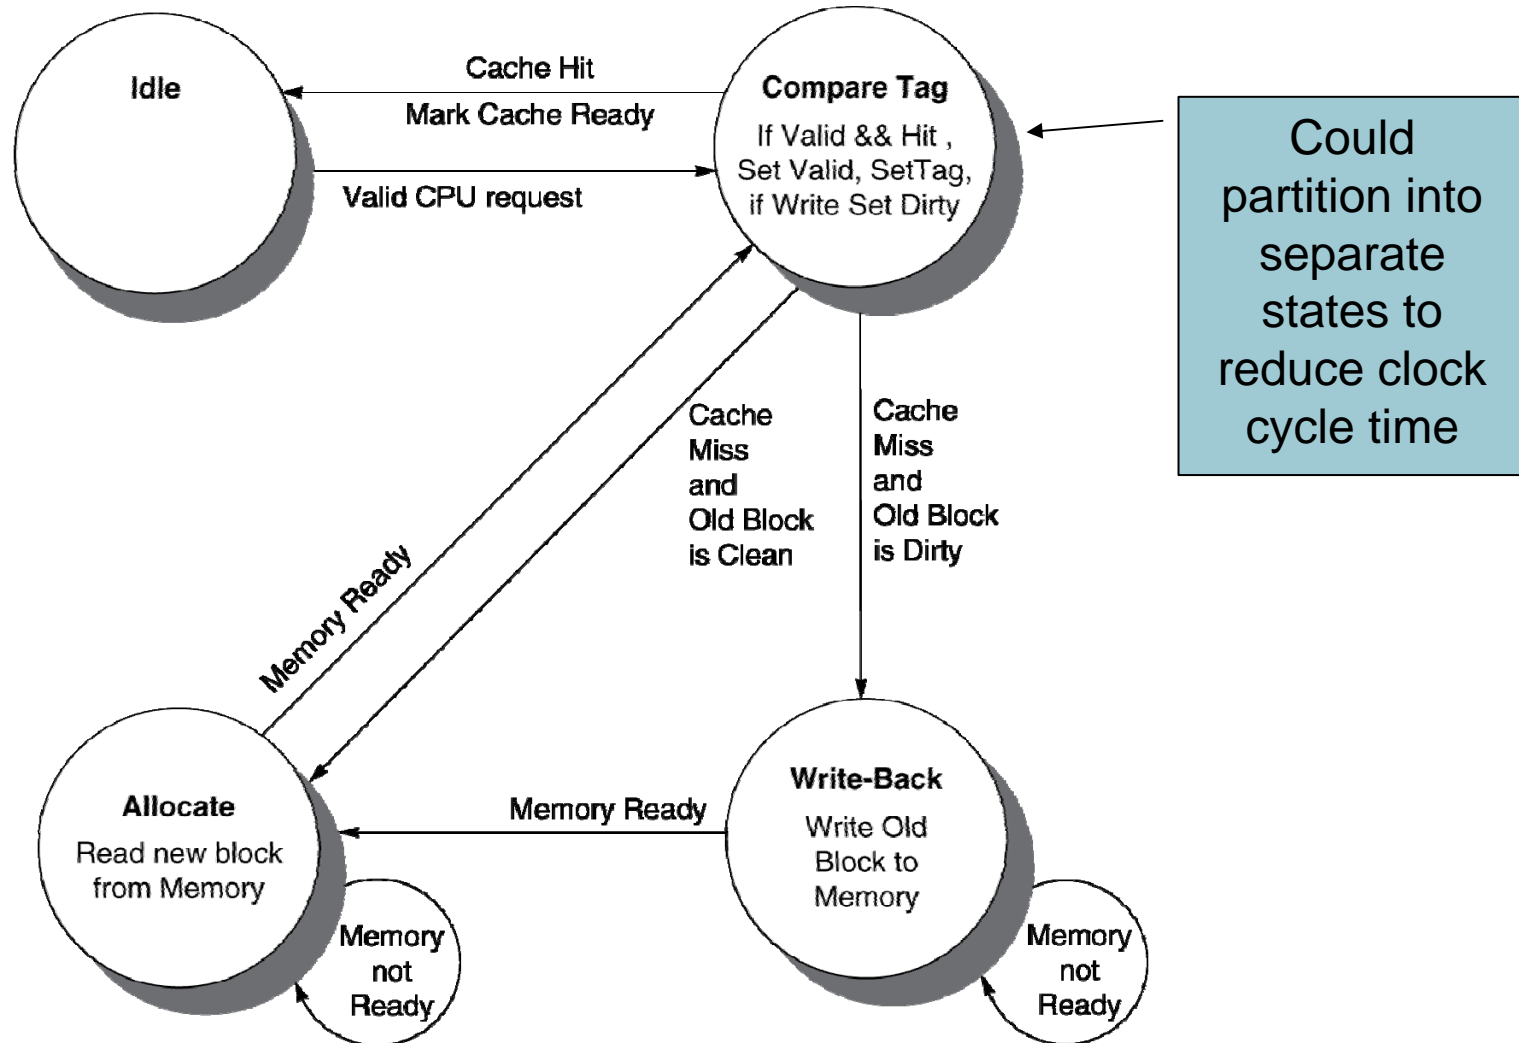 Idle
Cache Hit
Mark Cache Ready
Valid CPU request
Compare Tag
If Valid && Hit ,
Set Valid, SetTag,
if Write Set Dirty
Could
partition into
separate
states to
reduce clock
cycle time
Cache
Miss
and
Old Block
is Clean
Cache
Miss
and
Old Block
is Dirty
Memory Ready
Allocate
Read new block
from Memory
Memory Ready
Write-Back
Write Old
Block to
Memory
Memory
not
Ready
Memory
not
Ready